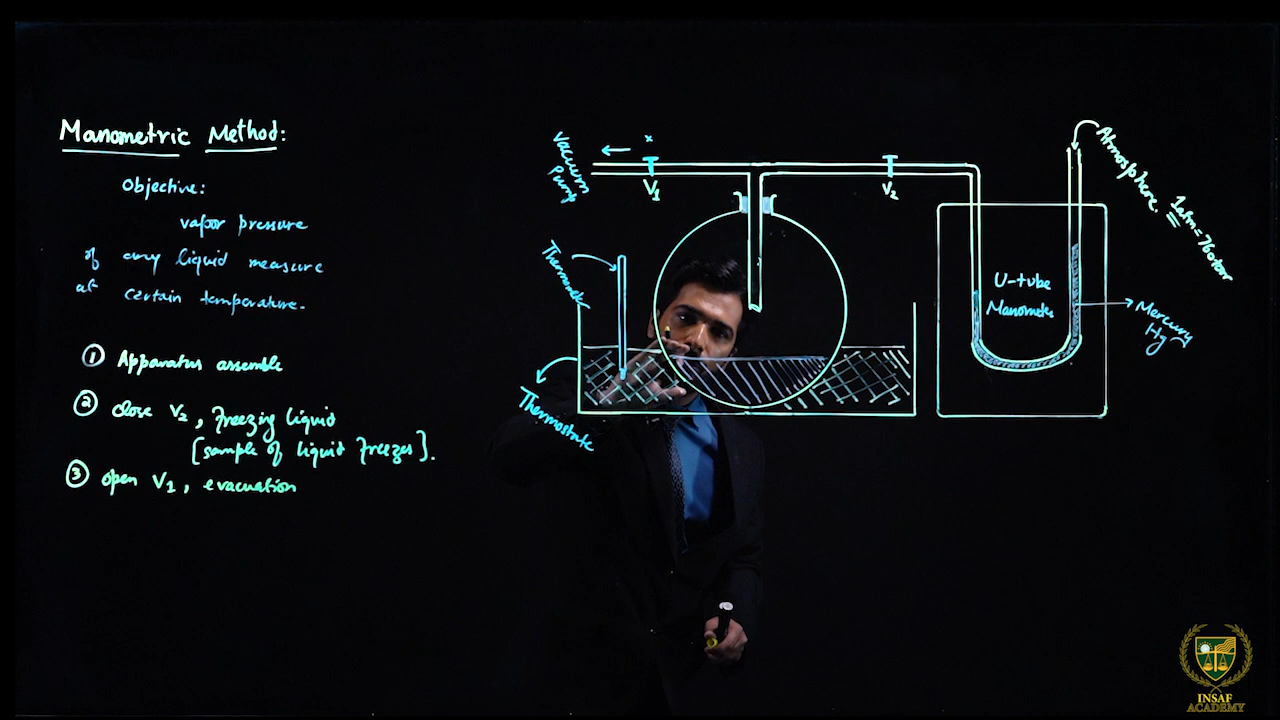 Manometric Method:
Objective:
vapor pressure
of any liquid measure
at certain temperature.
① Apparatus assemble
② close V2, Freezing liquid
[sample of liquid Freezes].
③ open V1, evacuation
Vacuum
Pump
x
V1
V2
Atmosphere.
1atm=760torr
Thermometer
U-tube
Manometer
Mercury
Hg
Thermostate
INSAF
ACADEMY